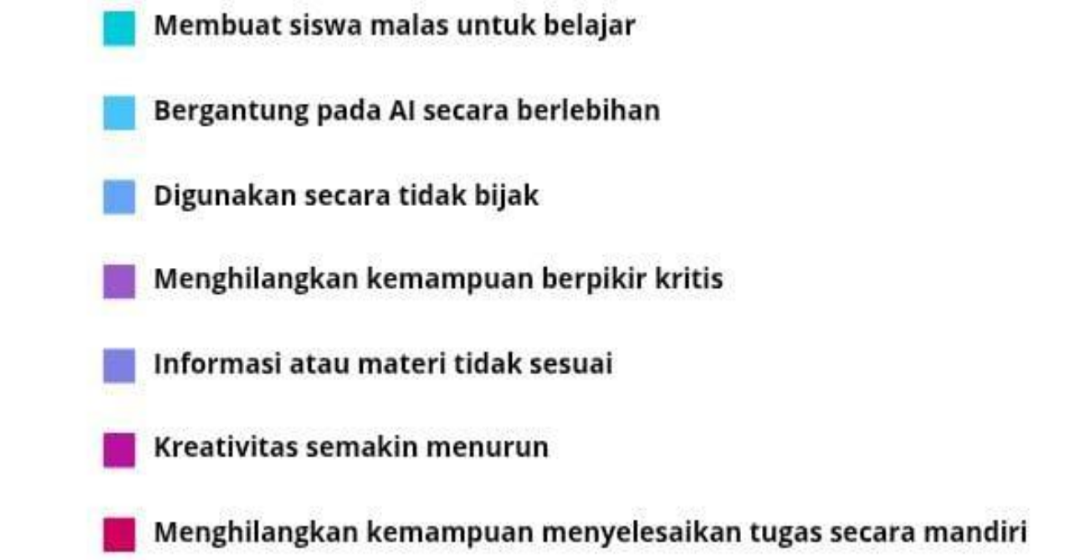 Membuat siswa malas untuk belajar
Bergantung pada AI secara berlebihan
Digunakan secara tidak bijak
Menghilangkan kemampuan berpikir kritis
Informasi atau materi tidak sesuai
Kreativitas semakin menurun
Menghilangkan kemampuan menyelesaikan tugas secara mandiri